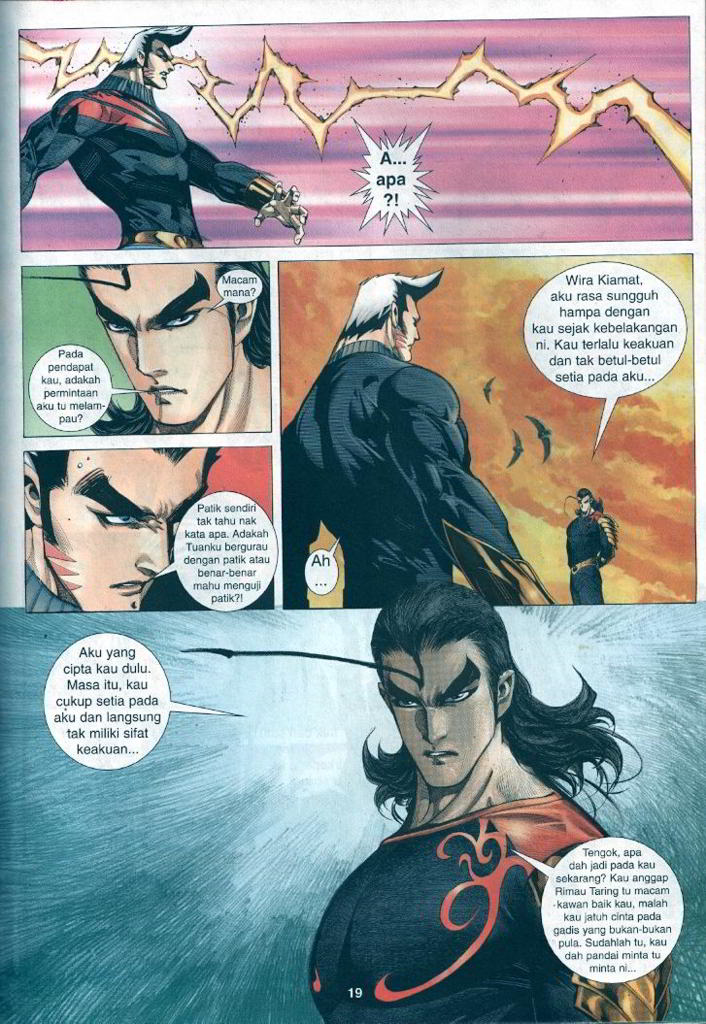 A...
apa
?!
Macam
mana?
Pada
pendapat
kau, adakah
permintaan
aku tu melam-
pau?
Wira Kiamat,
aku rasa sungguh
hampa dengan
kau sejak kebelakangan
ni. Kau terlalu keakuan
dan tak betul-betul
setia pada aku...
Patik sendiri
tak tahu nak
kata apa. Adakah
Tuanku bergurau
dengan patik atau
benar-benar
mahu menguji
patik?!
Ah
...
Aku yang
cipta kau dulu.
Masa itu, kau
cukup setia pada
aku dan langsung
tak miliki sifat
keakuan...
Tengok, apa
dah jadi pada kau
sekarang? Kau anggap
Rimau Taring tu macam
-kawan baik kau, malah
kau jatuh cinta pada
gadis yang bukan-bukan
pula. Sudahlah tu, kau
dah pandai minta tu
minta ni...
19